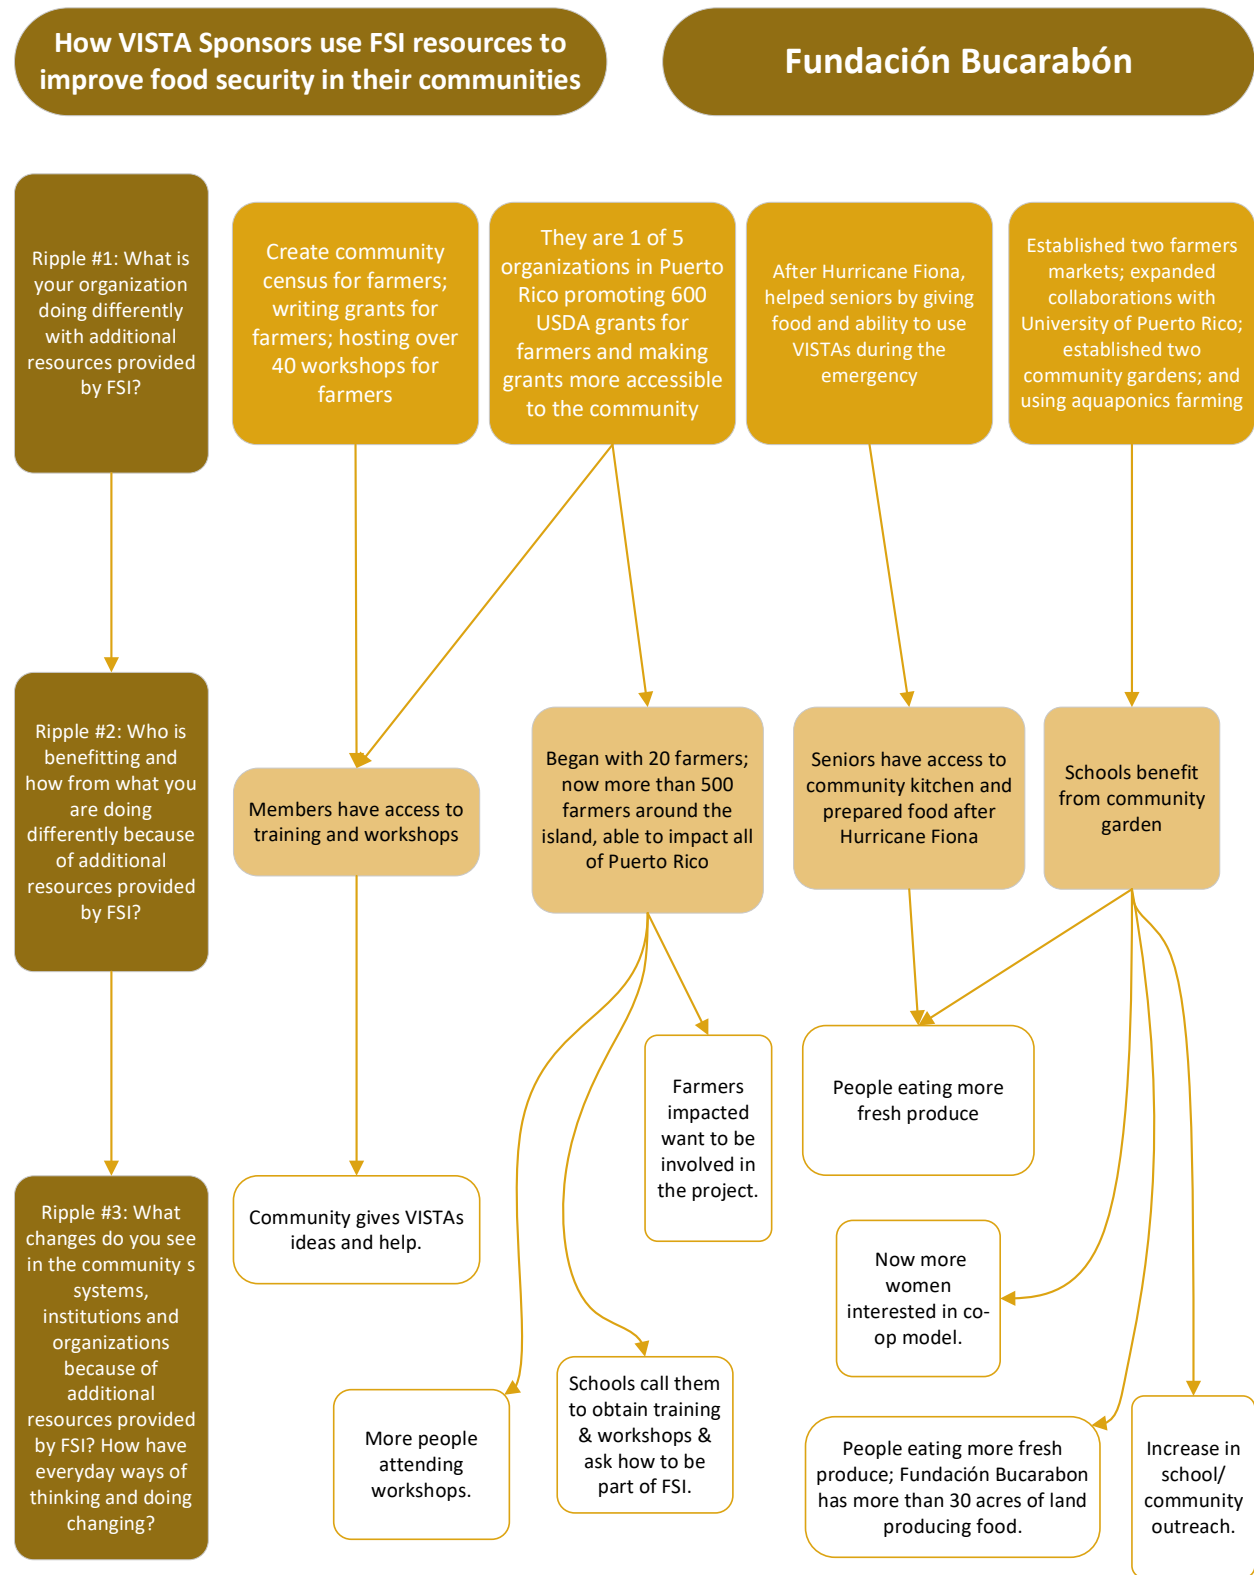 How VISTA Sponsors use FSI resources to
improve food security in their communities
Fundación Bucarabón
Ripple #1: What is
your organization
doing differently
with additional
resources provided
by FSI?
Create community
census for farmers;
writing grants for
farmers; hosting over
40 workshops for
farmers
They are 1 of 5
organizations in Puerto
Rico promoting 600
USDA grants for
farmers and making
grants more accessible
to the community
After Hurricane Fiona,
helped seniors by giving
food and ability to use
VISTAs during the
emergency
Established two farmers
markets; expanded
collaborations with
University of Puerto Rico;
established two
community gardens; and
using aquaponics farming
Ripple #2: Who is
benefitting and
how from what you
are doing
differently because
of additional
resources provided
by FSI?
Members have access to
training and workshops
Began with 20 farmers;
now more than 500
farmers around the
island, able to impact all
of Puerto Rico
Seniors have access to
community kitchen and
prepared food after
Hurricane Fiona
Schools benefit
from community
garden
Ripple #3: What
changes do you see
in the community s
systems,
institutions and
organizations
because of
additional
resources provided
by FSI? How have
everyday ways of
thinking and doing
changing?
Community gives VISTAs
ideas and help.
More people
attending
workshops.
Schools call them
to obtain training
& workshops &
ask how to be
part of FSI.
Farmers
impacted
want to be
involved in
the project.
People eating more
fresh produce
Now more
women
interested in co-
op model.
People eating more fresh
produce; Fundación Bucarabon
has more than 30 acres of land
producing food.
Increase in
school/
community
outreach.